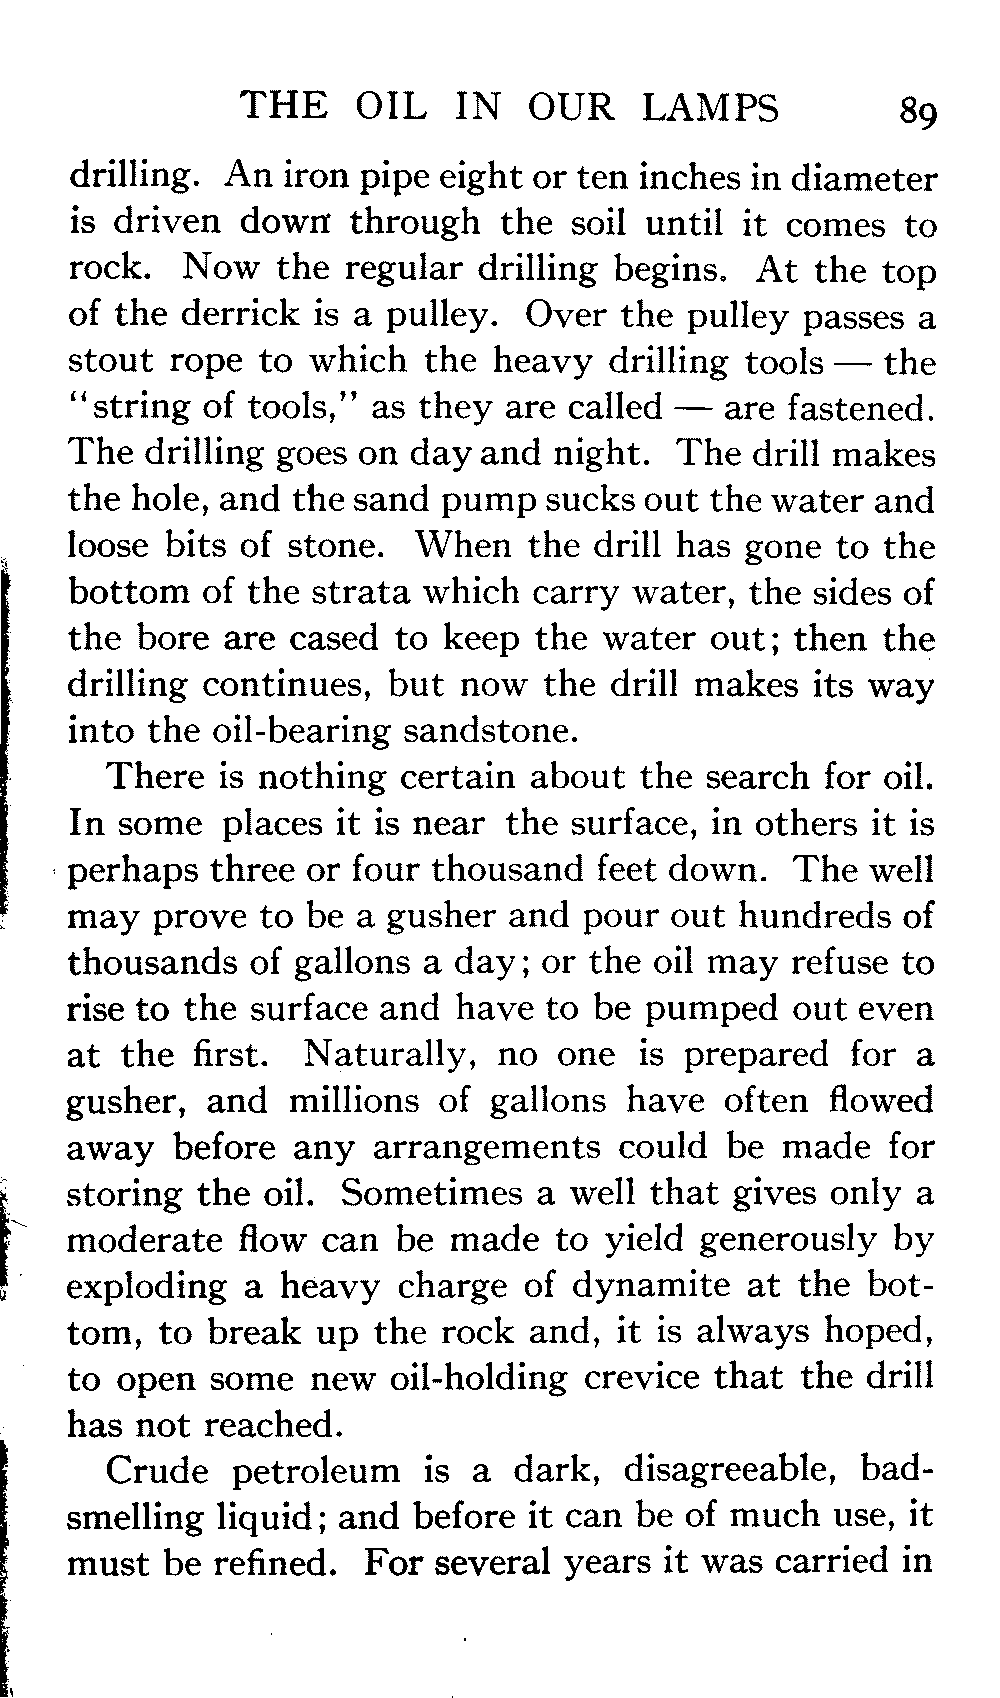 THE OIL IN OUR LAMPS 89
drilling. An iron pipe eight or ten inches in diameter
is driven down through the soil until it comes to
rock. Now the regular drilling begins. At the top
of the derrick is a pulley. Over the pulley passes a
stout rope to which the heavy drilling tools — the
“string of tools,” as they are called — are fastened.
The drilling goes on day and night. The drill makes
the hole, and the sand pump sucks out the water and
loose bits of stone. When the drill has gone to the
bottom of the strata which carry water, the sides of
the bore are cased to keep the water out; then the
drilling continues, but now the drill makes its way
into the oil-bearing sandstone.
There is nothing certain about the search for oil.
In some places it is near the surface, in others it is
perhaps three or four thousand feet down. The well
may prove to be a gusher and pour out hundreds of
thousands of gallons a day; or the oil may refuse to
rise to the surface and have to be pumped out even
at the first. Naturally, no one is prepared for a
gusher, and millions of gallons have often flowed
away before any arrangements could be made for
storing the oil. Sometimes a well that gives only a
moderate flow can be made to yield generously by
exploding a heavy charge of dynamite at the bot-
tom, to break up the rock and, it is always hoped,
to open some new oil-holding crevice that the drill
has not reached.
Crude petroleum is a dark, disagreeable, bad-
smelling liquid; and before it can be of much use, it
must be refined. For several years it was carried in